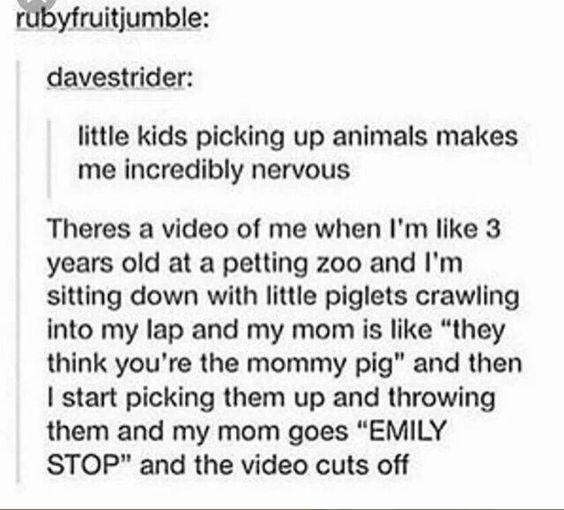 rubyfruitjumble:
davestrider:
little kids picking up animals makes
me incredibly nervous
Theres a video of me when I'm like 3
years old at a petting zoo and I'm
sitting down with little piglets crawling
into my lap and my mom is like “they
think you're the mommy pig" and then
I start picking them up and throwing
them and my mom goes “EMILY
STOP” and the video cuts off